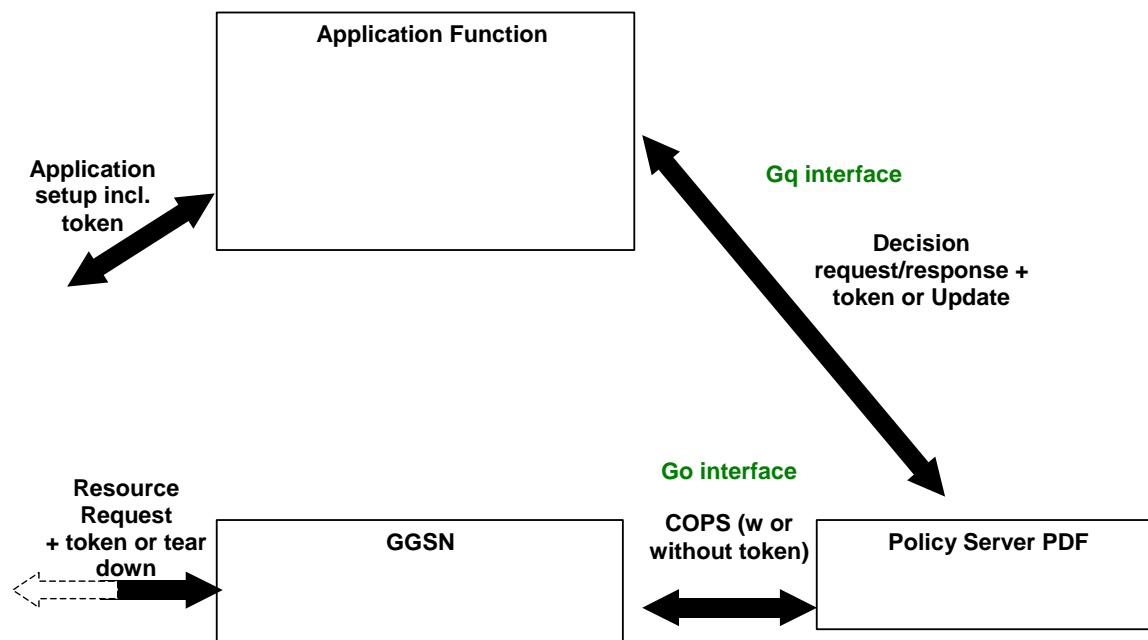 Application Function
Application
setup incl.
token
Gq interface
Decision
request/response +
token or Update
Go interface
Resource
Request
+ token or tear
down
GGSN
COPS (w or
without token)
Policy Server PDF